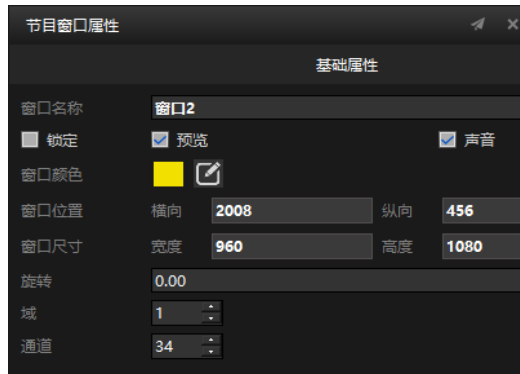 节目窗口属性
基础属性
窗口名称 窗口2
锁定 预览 声音
窗口颜色
窗口位置 横向 2008 纵向 456
窗口尺寸 宽度 960 高度 1080
旋转 0.00
域 1
通道 34